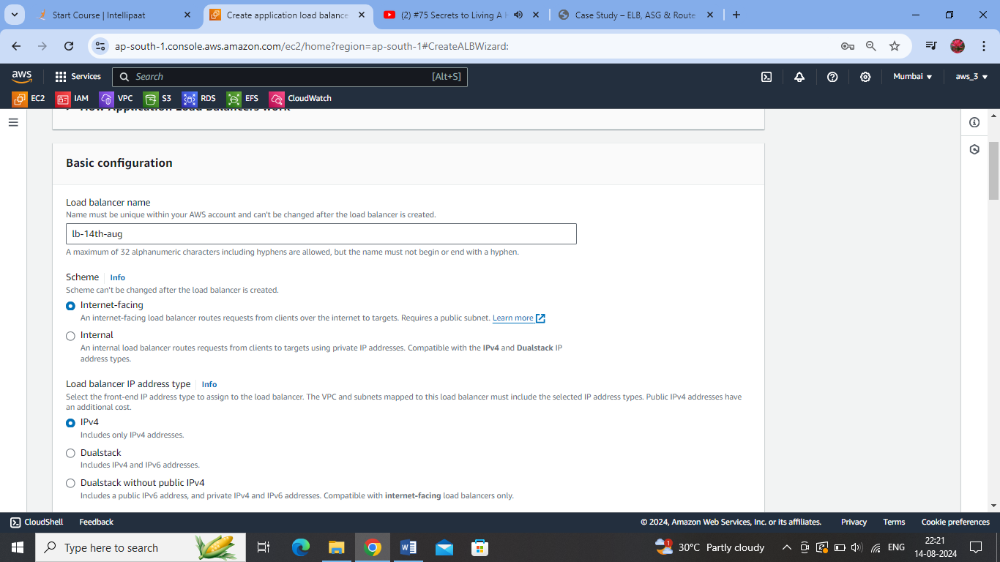 Start Course | Intellipaat
Create application load balance
(2) #75 Secrets to Living A H
Case Study – ELB, ASG & Route
ap-south-1.console.aws.amazon.com/ec2/home?region=ap-south-1#CreateALBWizard:
aws
Services
Search
[Alt+S]
Mumbai
aws_3
EC2
IAM
VPC
S3
RDS
EFS
CloudWatch
How Application Load Balancers work
Basic configuration
Load balancer name
Name must be unique within your AWS account and can't be changed after the load balancer is created.
lb-14th-aug
A maximum of 32 alphanumeric characters including hyphens are allowed, but the name must not begin or end with a hyphen.
Scheme Info
Scheme can't be changed after the load balancer is created.
Internet-facing
An internet-facing load balancer routes requests from clients over the internet to targets. Requires a public subnet. Learn more
Internal
An internal load balancer routes requests from clients to targets using private IP addresses. Compatible with the IPv4 and Dualstack IP
address types.
Load balancer IP address type Info
Select the front-end IP address type to assign to the load balancer. The VPC and subnets mapped to this load balancer must include the selected IP address types. Public IPv4 addresses have
an additional cost.
IPv4
Includes only IPv4 addresses.
Dualstack
Includes IPv4 and IPv6 addresses.
Dualstack without public IPv4
Includes a public IPv6 address, and private IPv4 and IPv6 addresses. Compatible with internet-facing load balancers only.
CloudShell
Feedback
© 2024, Amazon Web Services, Inc. or its affiliates.
Privacy
Terms
Cookie preferences
Type here to search
1
30°C Partly cloudy
ENG
22:21
14-08-2024